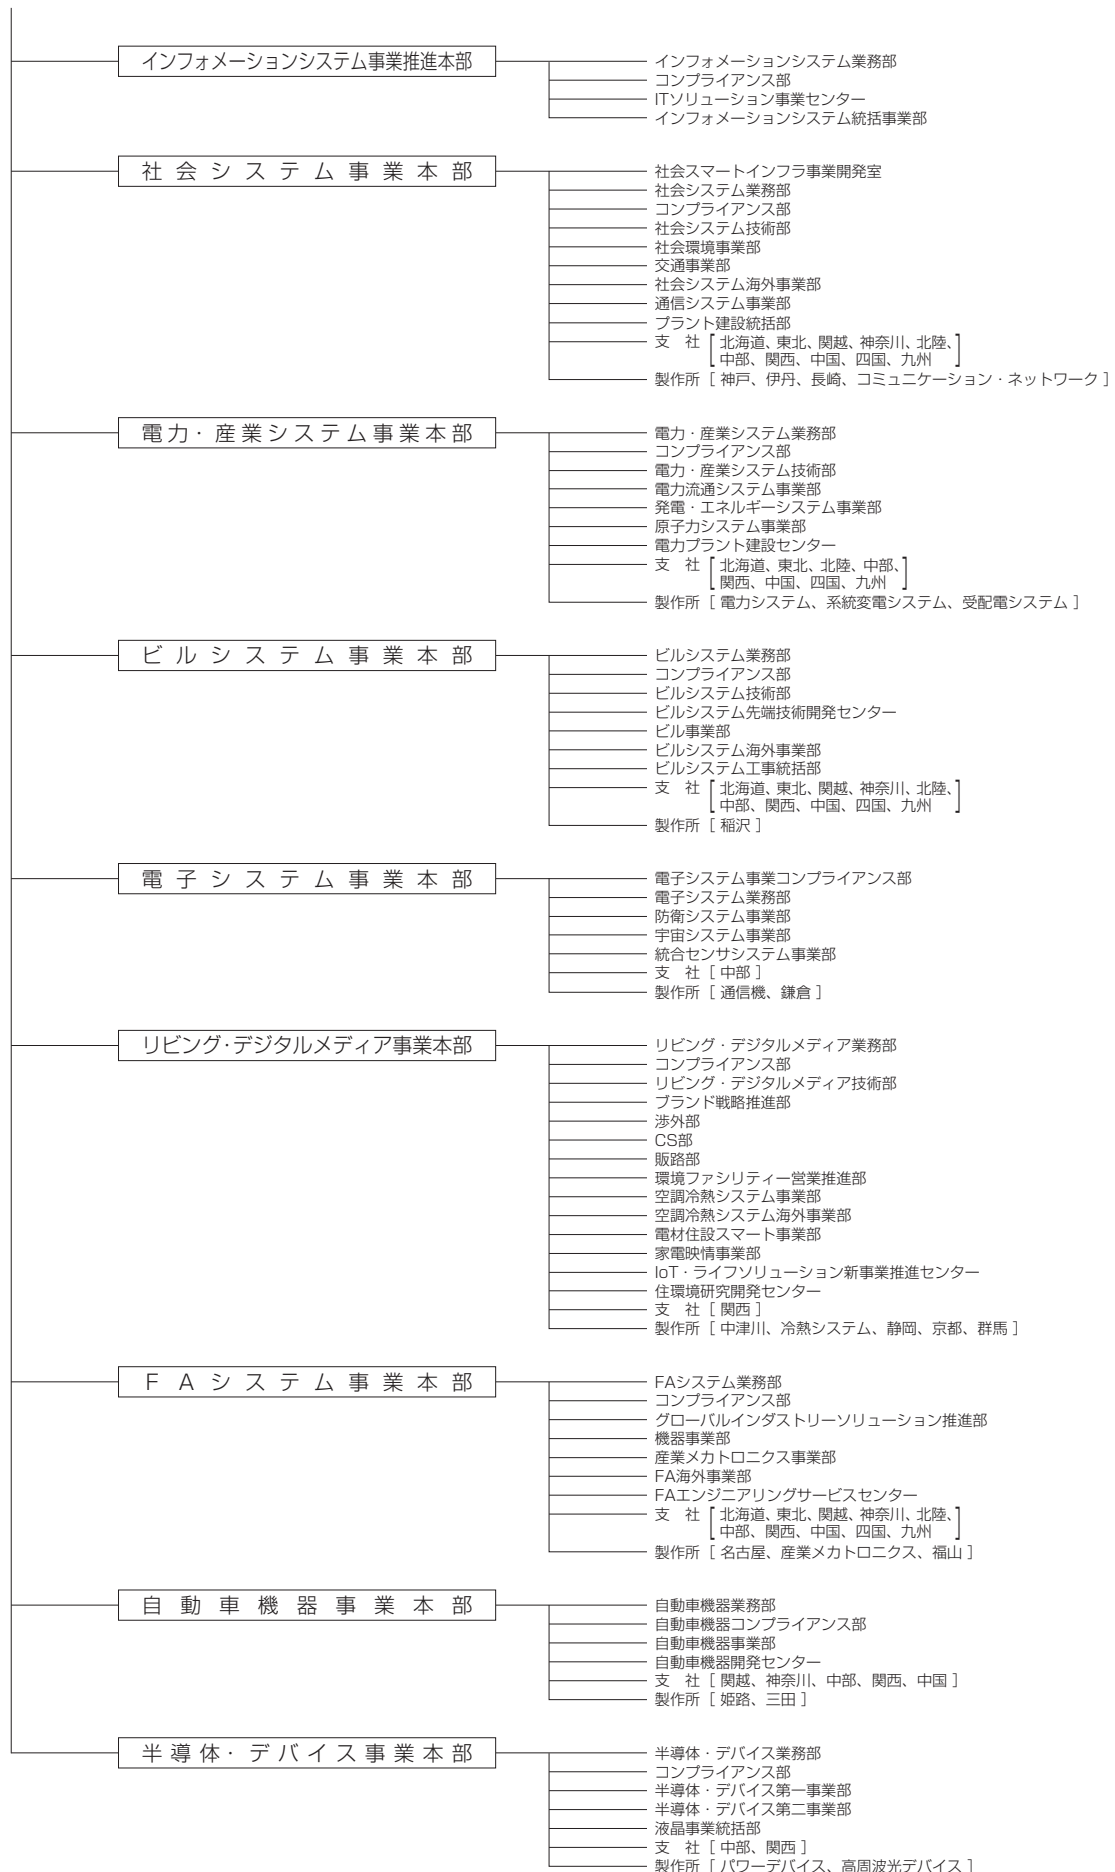 インフォメーションシステム事業推進本部
インフォメーションシステム業務部
コンプライアンス部
ITソリューション事業センター
インフォメーションシステム統括事業部
社会システム事業本部
社会スマートインフラ事業開発室
社会システム業務部
コンプライアンス部
社会システム技術部
社会環境事業部
交通事業部
社会システム海外事業部
通信システム事業部
プラント建設統括部
支 社 [ 北海道、東北、関越、神奈川、北陸、
中部、関西、中国、四国、九州 ]
製作所 [ 神戸、伊丹、長崎、コミュニケーション・ネットワーク ]
電力・産業システム事業本部
電力・産業システム業務部
コンプライアンス部
電力・産業システム技術部
電力流通システム事業部
発電・エネルギーシステム事業部
原子力システム事業部
電力プラント建設センター
支 社 [ 北海道、東北、北陸、中部、
関西、中国、四国、九州 ]
製作所 [ 電力システム、系統変電システム、受配電システム ]
ビルシステム事業本部
ビルシステム業務部
コンプライアンス部
ビルシステム技術部
ビルシステム先端技術開発センター
ビル事業部
ビルシステム海外事業部
ビルシステム工事統括部
支 社 [ 北海道、東北、関越、神奈川、北陸、
中部、関西、中国、四国、九州 ]
製作所 [ 稲沢 ]
電子システム事業本部
電子システム事業コンプライアンス部
電子システム業務部
防衛システム事業部
宇宙システム事業部
統合センサシステム事業部
支 社 [ 中部 ]
製作所 [ 通信機、鎌倉 ]
リビング・デジタルメディア事業本部
リビング・デジタルメディア業務部
コンプライアンス部
リビング・デジタルメディア技術部
ブランド戦略推進部
渉外部
CS部
販路部
環境ファシリティー営業推進部
空調冷熱システム事業部
空調冷熱システム海外事業部
電材住設スマート事業部
家電映情事業部
IoT・ライフソリューション新事業推進センター
住環境研究開発センター
支 社 [ 関西 ]
製作所 [ 中津川、冷熱システム、静岡、京都、群馬 ]
FAシステム事業本部
FAシステム業務部
コンプライアンス部
グローバルインダストリーソリューション推進部
機器事業部
産業メカトロニクス事業部
FA海外事業部
FAエンジニアリングサービスセンター
支 社 [ 北海道、東北、関越、神奈川、北陸、
中部、関西、中国、四国、九州 ]
製作所 [ 名古屋、産業メカトロニクス、福山 ]
自動車機器事業本部
自動車機器業務部
自動車機器コンプライアンス部
自動車機器事業部
自動車機器開発センター
支 社 [ 関越、神奈川、中部、関西、中国 ]
製作所 [ 姫路、三田 ]
半導体・デバイス事業本部
半導体・デバイス業務部
コンプライアンス部
半導体・デバイス第一事業部
半導体・デバイス第二事業部
液晶事業統括部
支 社 [ 中部、関西 ]
製作所 [ パワーデバイス、高周波光デバイス ]